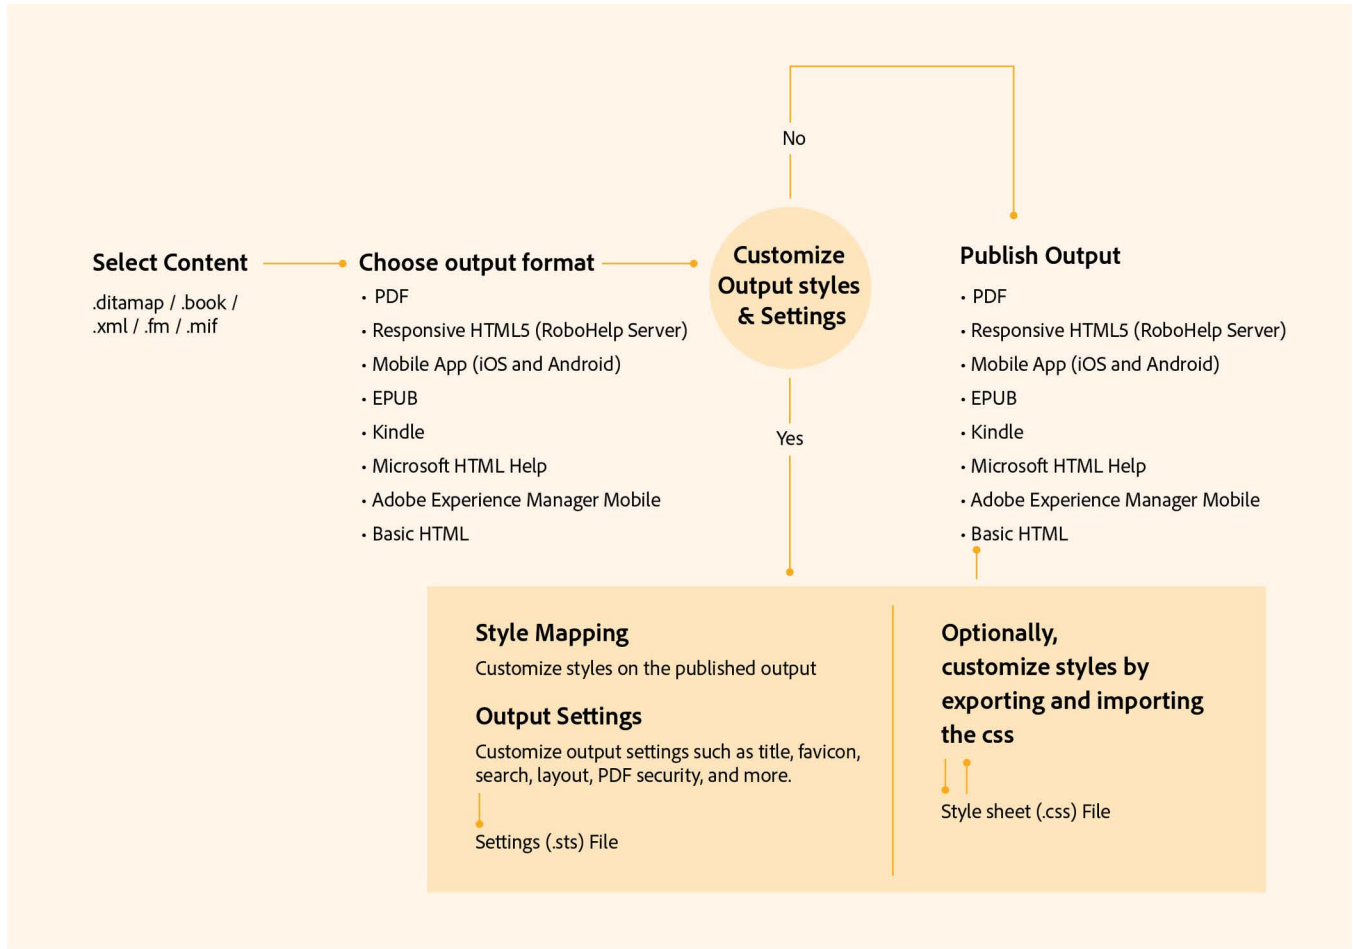 Select Content
.ditamap / .book /
.xml / .fm / .mif
Choose output format
• PDF
• Responsive HTML5 (RoboHelp Server)
• Mobile App (iOS and Android)
• EPUB
• Kindle
• Microsoft HTML Help
• Adobe Experience Manager Mobile
• Basic HTML
No
Customize
Output styles
& Settings
Yes
Publish Output
• PDF
• Responsive HTML5 (RoboHelp Server)
• Mobile App (iOS and Android)
• EPUB
• Kindle
• Microsoft HTML Help
• Adobe Experience Manager Mobile
• Basic HTML
Style Mapping
Customize styles on the published output
Output Settings
Customize output settings such as title, favicon,
search, layout, PDF security, and more.
Settings (.sts) File
Optionally,
customize styles by
exporting and importing
the css
Style sheet (.css) File